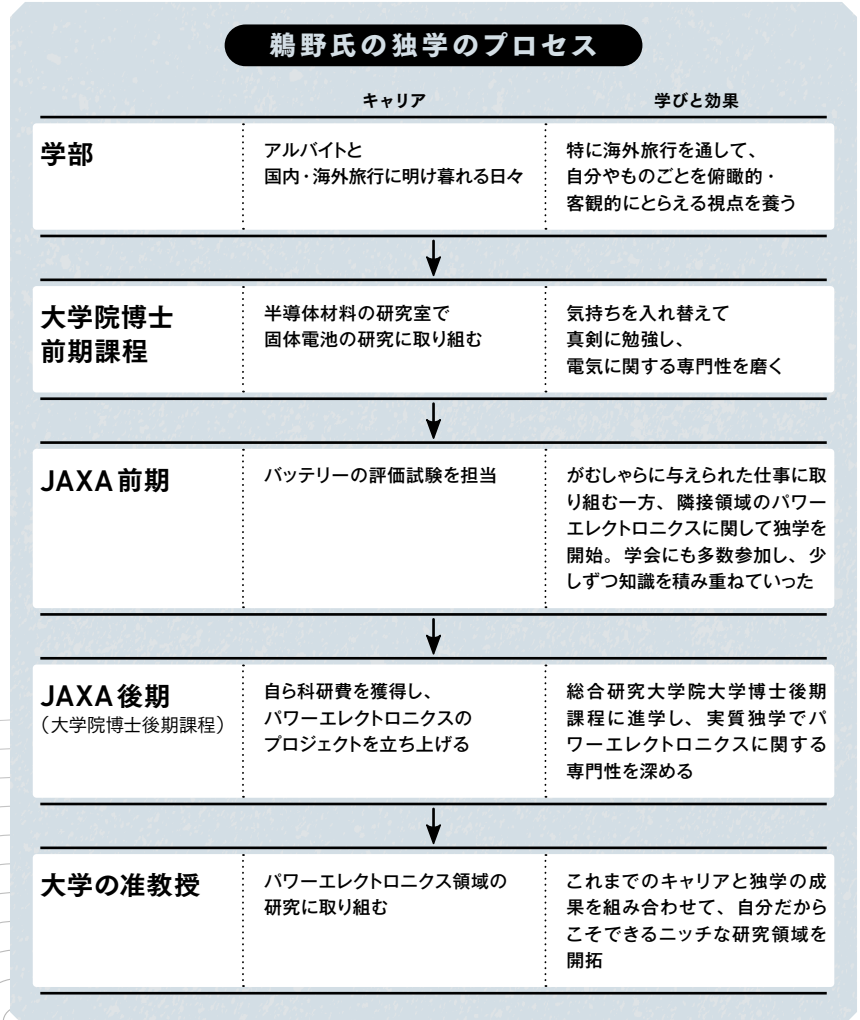 鵜野氏の独学のプロセス
キャリア
学びと効果
学部
アルバイトと
国内・海外旅行に明け暮れる日々
特に海外旅行を通して、
自分やものごとを俯瞰的・
客観的にとらえる視点を養う
大学院博士
前期課程
半導体材料の研究室で
固体電池の研究に取り組む
気持ちを入れ替えて
真剣に勉強し、
電気に関する専門性を磨く
JAXA前期
バッテリーの評価試験を担当
がむしゃらに与えられた仕事に取
り組む一方、隣接領域のパワー
エレクトロニクスに関して独学を
開始。学会にも多数参加し、少
しずつ知識を積み重ねていった
JAXA後期
（大学院博士後期課程）
自ら科研費を獲得し、
パワーエレクトロニクスの
プロジェクトを立ち上げる
総合研究大学院大学博士後期
課程に進学し、実質独学でパ
ワーエレクトロニクスに関する
専門性を深める
大学の准教授
パワーエレクトロニクス領域の
研究に取り組む
これまでのキャリアと独学の成
果を組み合わせて、自分だから
こそできるニッチな研究領域を
開拓